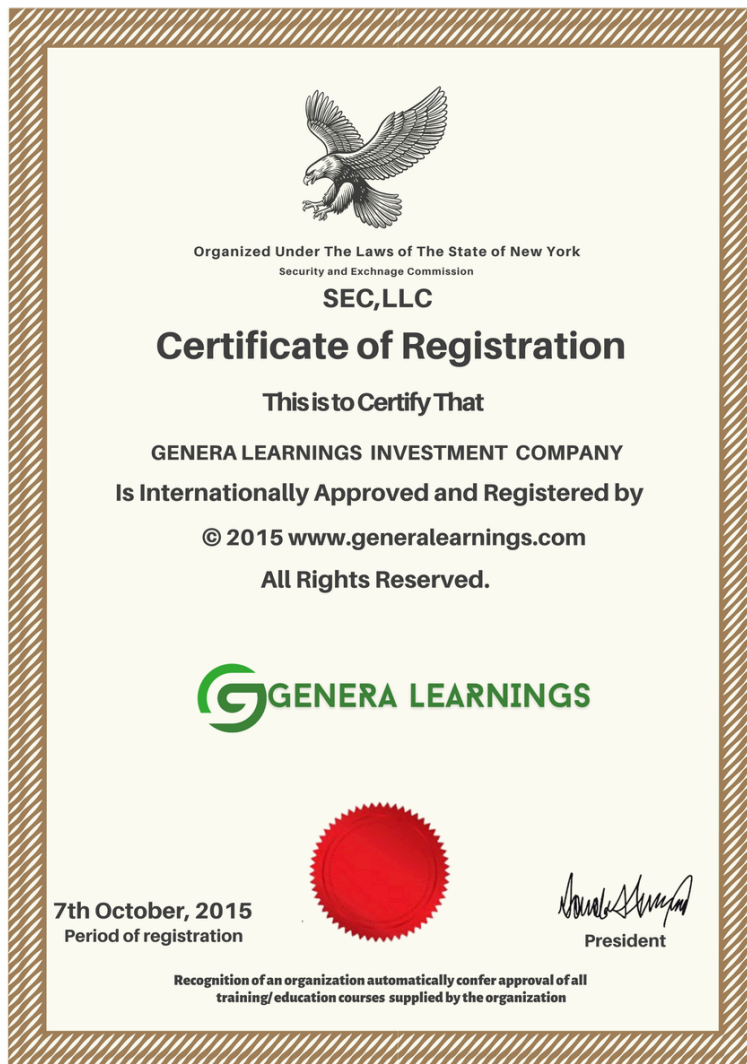 Organized Under The Laws of The State of New York
Security and Exchnage Commission
SEC,LLC
Certificate of Registration
This is to Certify That
GENERA LEARNINGS INVESTMENT COMPANY
Is Internationally Approved and Registered by
© 2015 www.generalearnings.com
All Rights Reserved.
GENERA LEARNINGS
7th October, 2015
Period of registration
President
Recognition of an organization automatically confer approval of all
training/education courses supplied by the organization